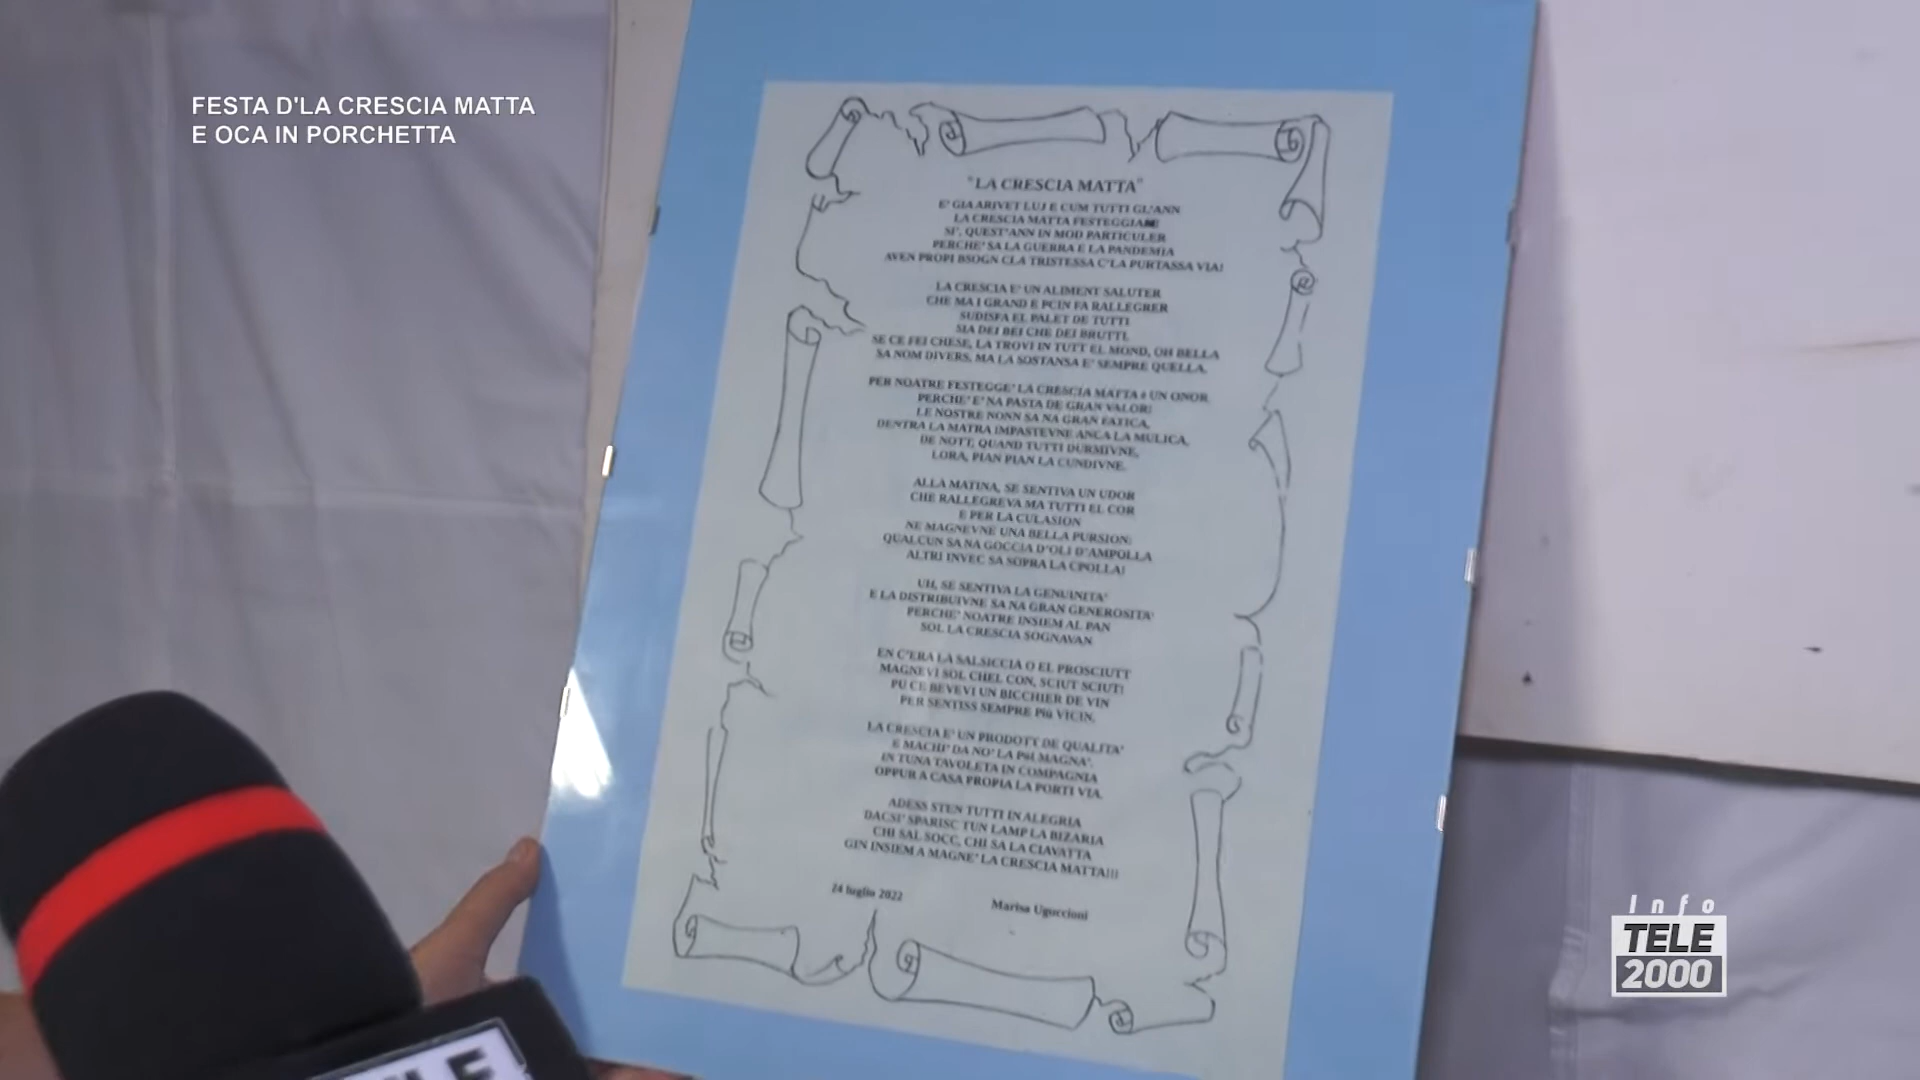 FESTA D'LA CRESCIA MATTA
E OCA IN PORCHETTA
"LA CRESCIA MATTA"
E' GIA ARIVET LUJ E CUM TUTTI GL'ANN
LA CRESCIA MATTA FESTEGGIAN
SI', QUEST'ANN IN MOD PARTICULER
PERCHE' SA LA GUERRA E LA PANDEMIA
AVEN PROPI BSOGN CLA TRISTESSA C'LA PURTASSA VIA!
LA CRESCIA E' UN ALIMENT SALUTER
CHE MA I GRAND E PCIN FA RALLEGRER
SUDISFA EL PALET DE TUTTI
SIA DEI BEI CHE DEI BRUTTI.
SE CE FEI CHESE, LA TROVI IN TUTT EL MOND, OH BELLA
SA NOM DIVERS, MA LA SOSTANSA E' SEMPRE QUELLA.
PER NOATRE FESTEGGE' LA CRESCIA MATTA è UN ONOR
PERCHE' E' NA PASTA DE GRAN VALOR!
LE NOSTRE NONN SA NA GRAN FATICA,
DENTRA LA MATRA IMPASTEVNE ANCA LA MULICA,
DE NOTT, QUAND TUTTI DURMIVNE,
LORA, PIAN PIAN LA CUNDIVNE.
ALLA MATINA, SE SENTIVA UN UDOR
CHE RALLEGREVA MA TUTTI EL COR
E PER LA CULASION
NE MAGNEVNE UNA BELLA PURSION:
QUALCUN SA NA GOCCIA D'OLI D'AMPOLLA
ALTRI INVEC SA SOPRA LA CPOLLA!
UH, SE SENTIVA LA GENUINITA'
E LA DISTRIBUIVNE SA NA GRAN GENEROSITA'
PERCHE' NOATRE INSIEM AL PAN
SOL LA CRESCIA SOGNAVAN
EN C'ERA LA SALSICCIA O EL PROSCIUTT
MAGNEVI SOL CHEL CON, SCIUT SCIUT!
PU CE BEVEVI UN BICCHIER DE VIN
PER SENTISS SEMPRE Più VICIN.
LA CRESCIA E' UN PRODOTT DE QUALITA'
E MACHI' DA NO' LA Pôi MAGNA',
IN TUNA TAVOLETA IN COMPAGNIA
OPPUR A CASA PROPIA LA PORTI VIA.
ADESS STEN TUTTI IN ALEGRIA
DACSI' SPARISC TUN LAMP LA BIZARIA
CHI SAL SOCC, CHI SA LA CIAVATTA
GIN INSIEM A MAGNE' LA CRESCIA MATTA!!!
24 luglio 2022 Marisa Uguccioni
Info
TELE
2000